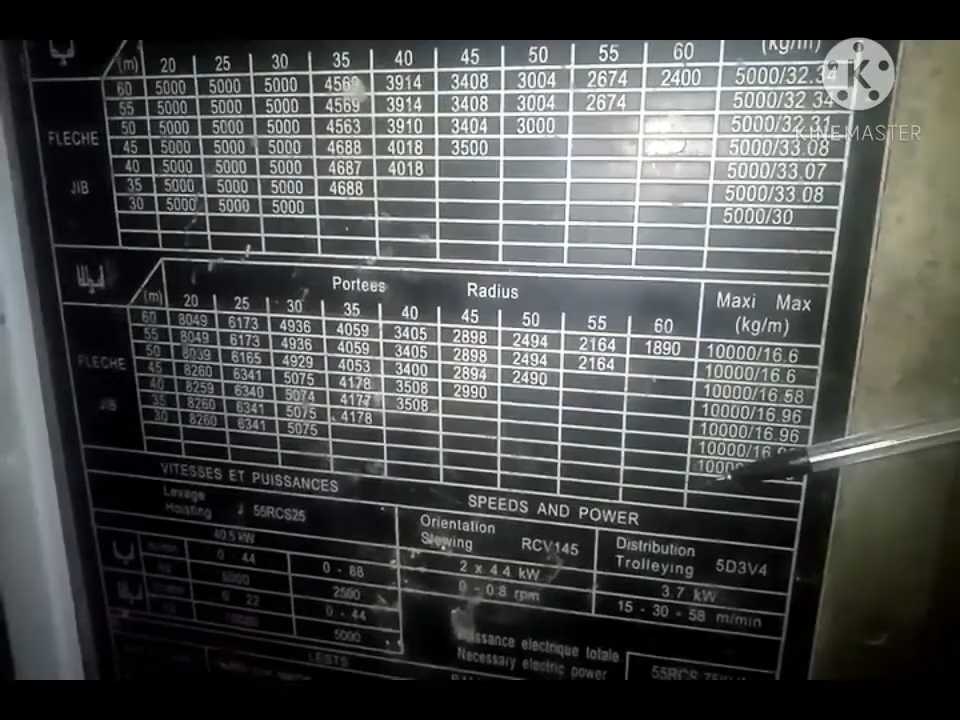 (kg/m)
(m) 20 25 30 35 40 45 50 55 60
60 5000 5000 5000 4569 3914 3408 3004 2674 2400 5000/32.34
55 5000 5000 5000 4569 3914 3408 3004 2674 5000/32.34
50 5000 5000 5000 4563 3910 3404 3000 5000/32.31
45 5000 5000 5000 4688 4018 3500 5000/33.08
40 5000 5000 5000 4687 4018 5000/33.07
35 5000 5000 5000 4688 5000/33.08
30 5000 5000 5000 5000/30
FLECHE
JIB
KINEMASTER
Portees Radius Maxi Max
(kg/m)
(m) 20 25 30 35 40 45 50 55 60
60 8049 6173 4936 4059 3405 2898 2494 2164 1890 10000/16.6
55 8049 6173 4936 4059 3405 2898 2494 2164 10000/16.6
50 8039 6165 4929 4053 3400 2894 2490 10000/16.58
45 8260 6341 5075 4178 3508 2990 10000/16.96
40 8259 6340 5074 4177 3508 10000/16.96
35 8260 6341 5075 4178
30 8260 6341 5075
FLECHE
JIB
VITESSES ET PUISSANCES SPEEDS AND POWER
Levage
Hoisting 55RCS25
40.5 kW
0 44 0 - 88
2500
0 22 0 - 44
5000
Orientation
Slewing RCV145
2 x 4.4 kW
0 - 0.8 rpm
Distribution
Trolleying 5D3V4
3.7 kW
15 - 30 - 58 m/min
Puissance electrique totale
Necessary electric power
LESTS